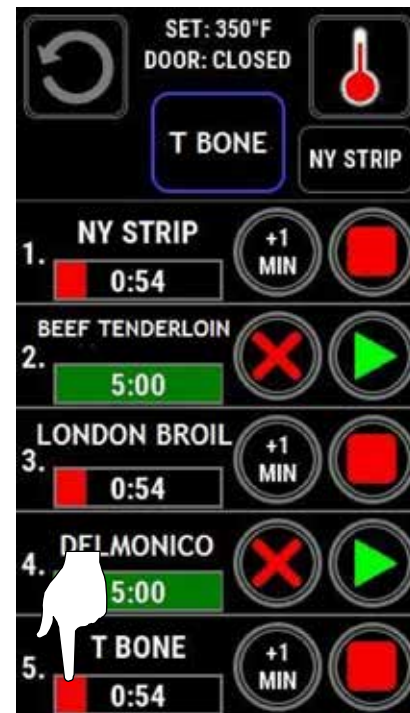 SET: 350°F
DOOR: CLOSED
T BONE
NY STRIP
1. NY STRIP
0:54
+1
MIN
2. BEEF TENDERLOIN
5:00
3. LONDON BROIL
0:54
+1
MIN
4. DELMONICO
5:00
5. T BONE
0:54
+1
MIN